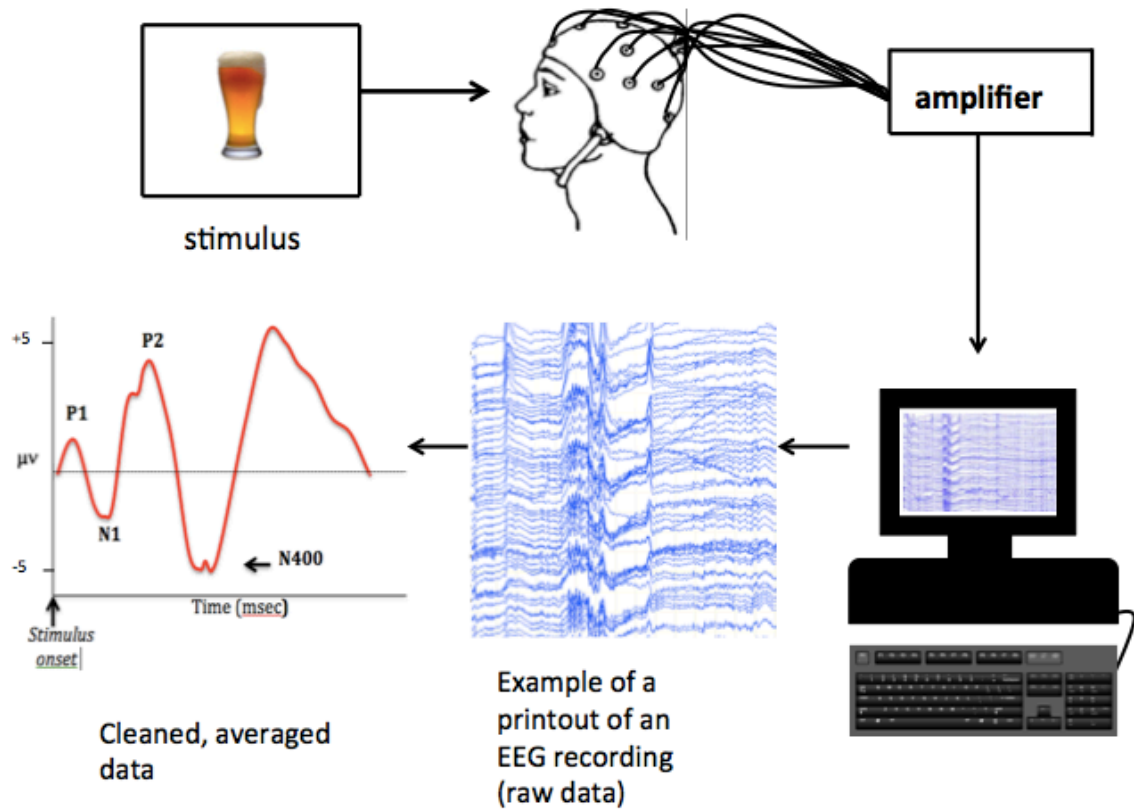 amplifier
stimulus
+5
P2
P1
μv
N1
N400
-5
Time (msec)
Stimulus
onset
Cleaned, averaged
data
Example of a
printout of an
EEG recording
(raw data)